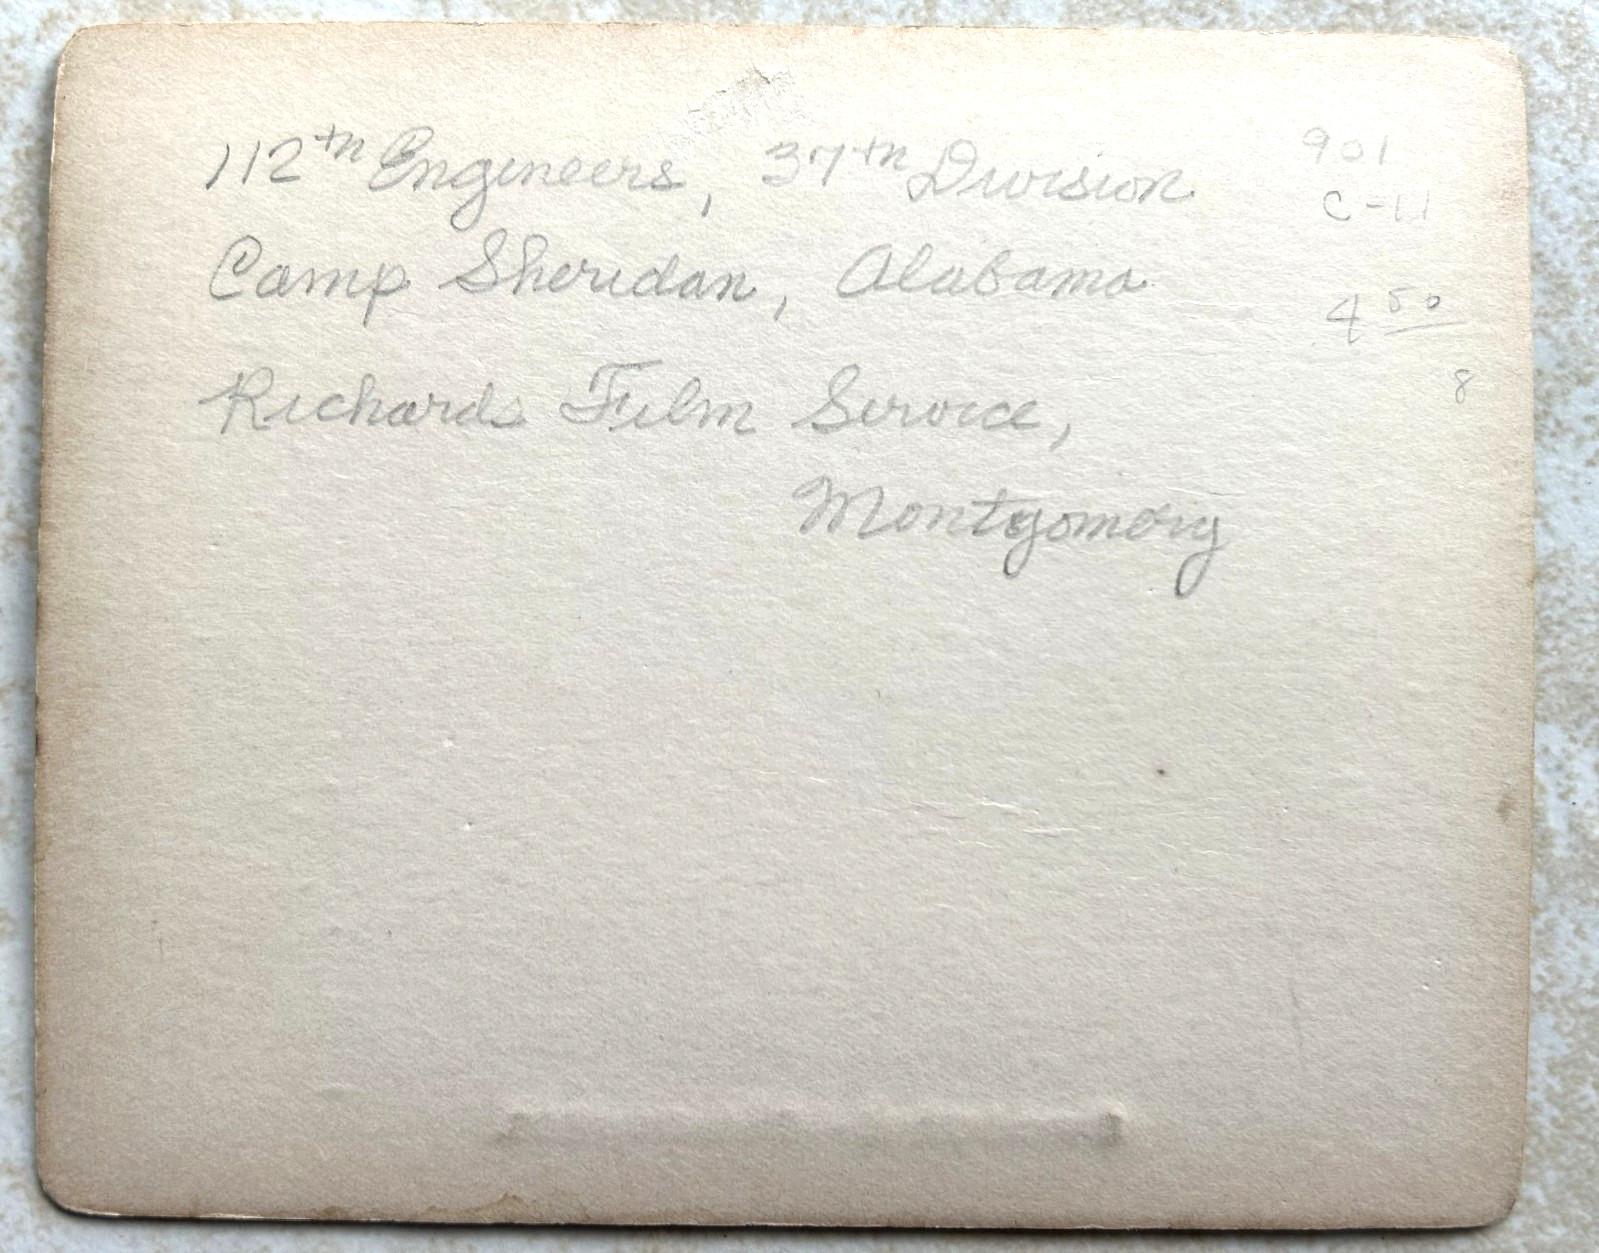 112th Engineers, 37th Division
Camp Sheridan, Alabama
Richards Film Service,
Montgomery
901
C-11
4 50
8